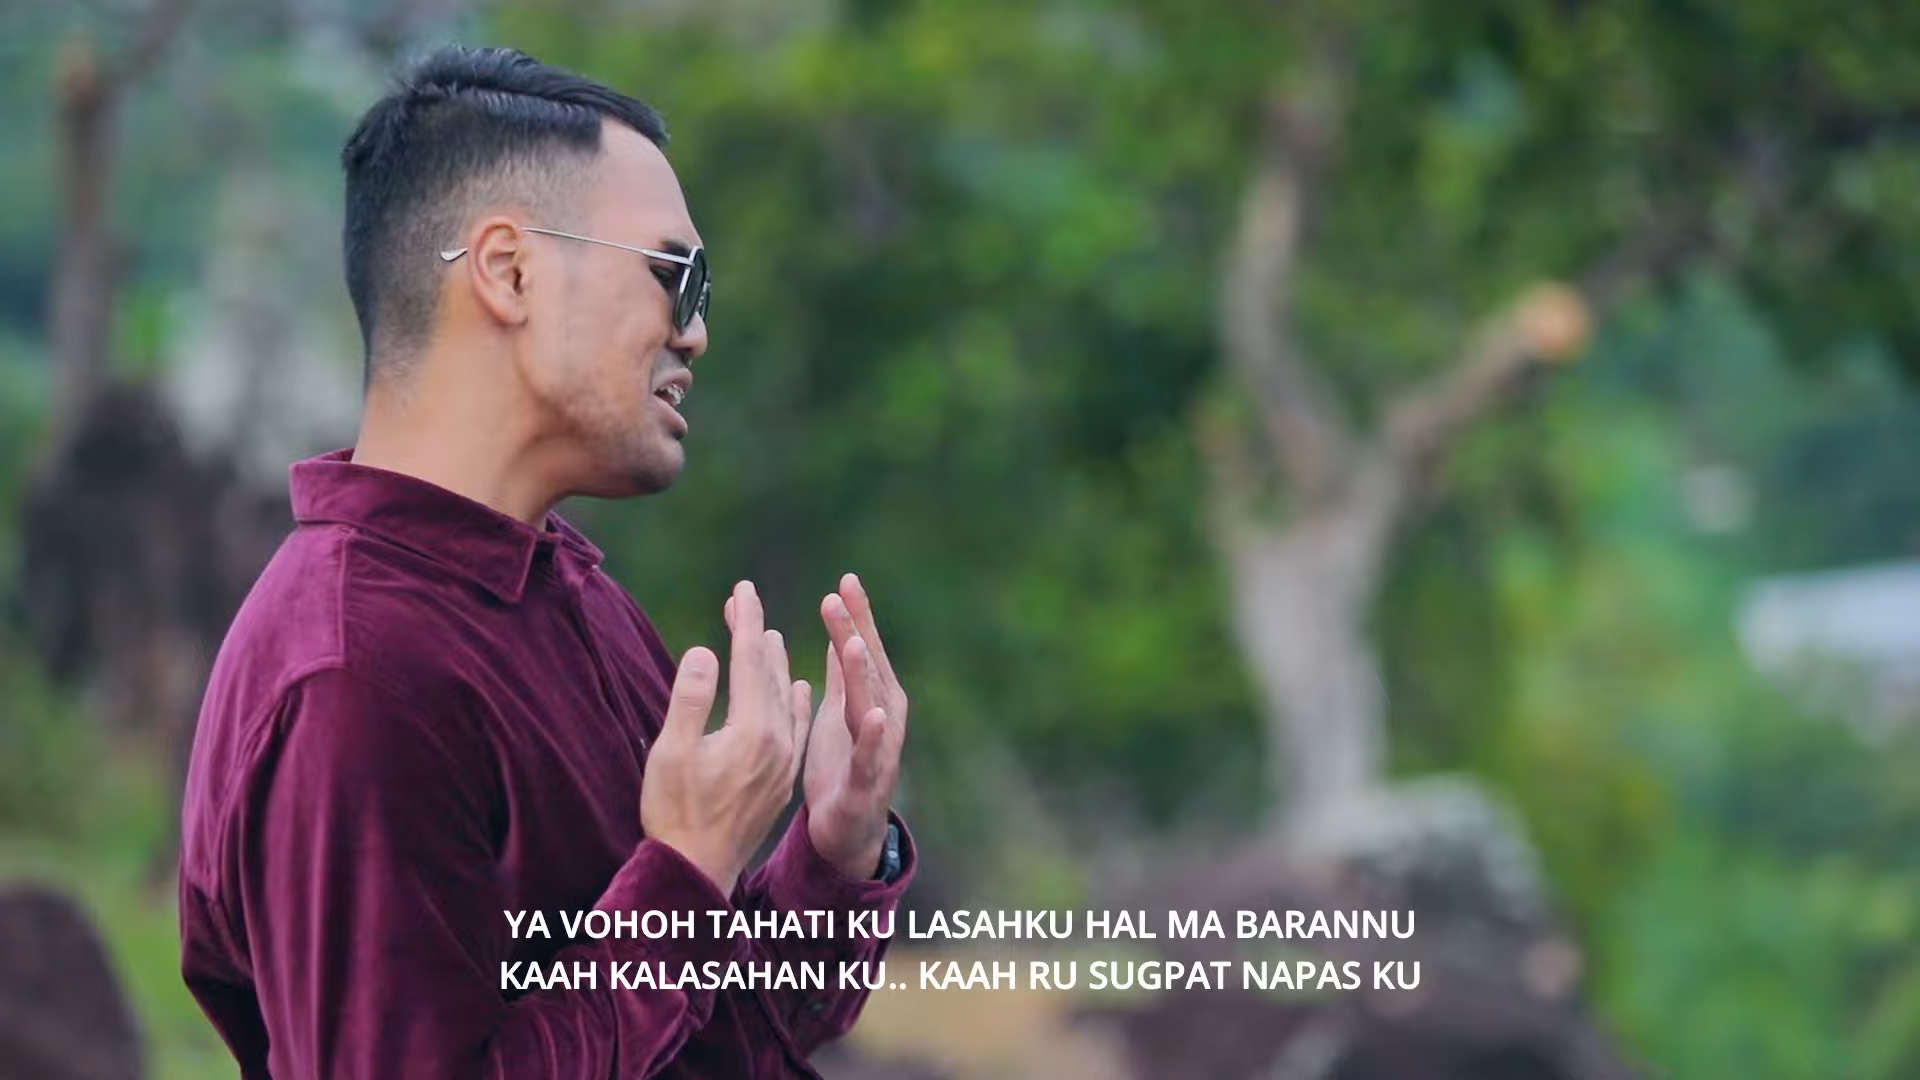 YA VOHOH TAHATI KU LASAHKU HAL MA BARANNU
KAAH KALASAHAN KU.. KAAH RU SUGPAT NAPAS KU